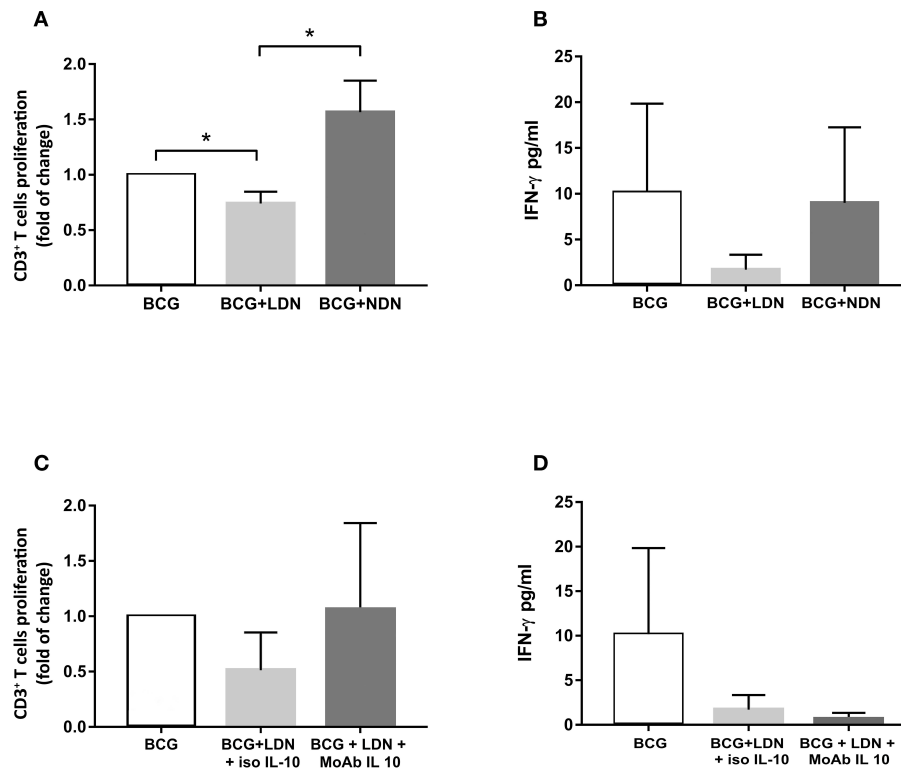 A
*
*
CD3+ T cells proliferation
(fold of change)
2.0
1.5
1.0
0.5
0.0
BCG
BCG+LDN
BCG+NDN
B
IFN-γ pg/ml
25
20
15
10
5
0
BCG
BCG+LDN
BCG+NDN
C
CD3+ T cells proliferation
(fold of change)
2.0
1.5
1.0
0.5
0.0
BCG
BCG+LDN
+ iso IL-10
BCG + LDN +
MoAb IL 10
D
IFN-γ pg/ml
25
20
15
10
5
0
BCG
BCG+LDN
+ iso IL-10
BCG + LDN +
MoAb IL 10